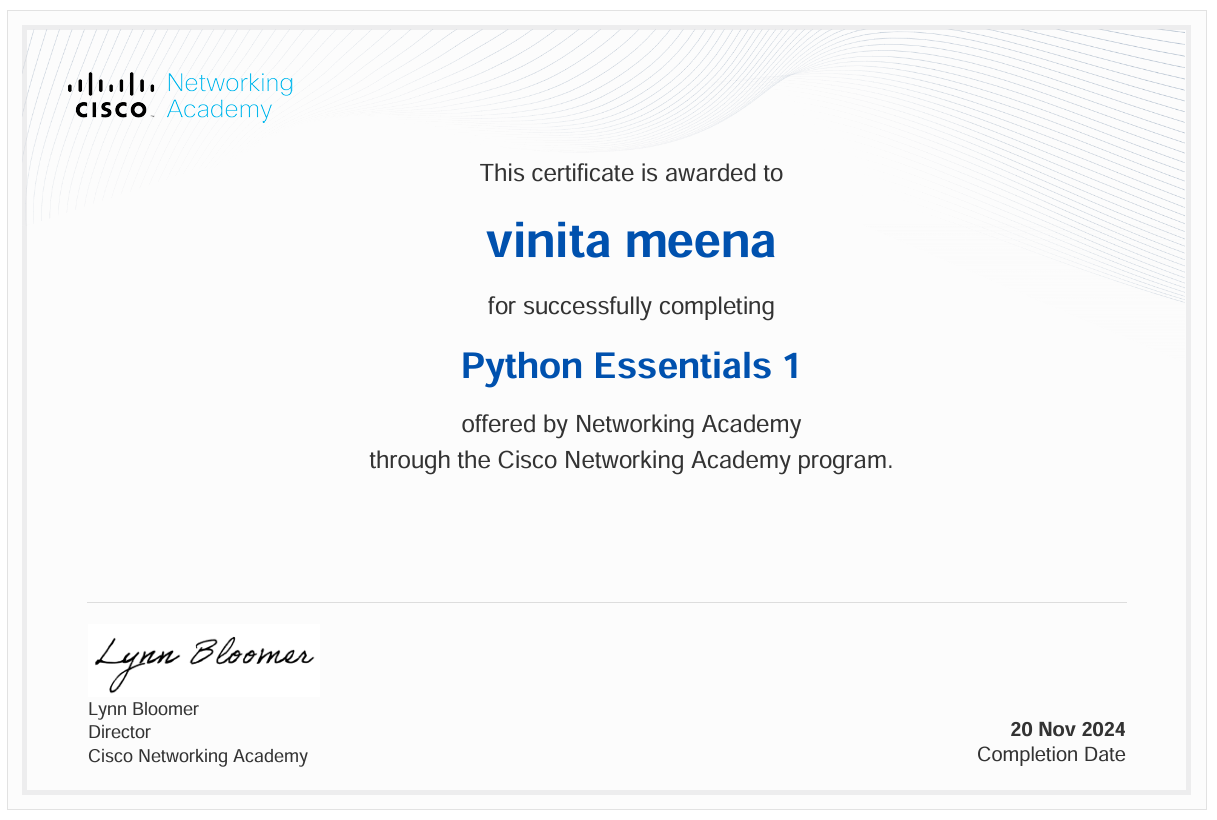 CISCO Networking
Academy
This certificate is awarded to
vinita meena
for successfully completing
Python Essentials 1
offered by Networking Academy
through the Cisco Networking Academy program.
Lynn Bloomer
Lynn Bloomer
Director
Cisco Networking Academy
20 Nov 2024
Completion Date